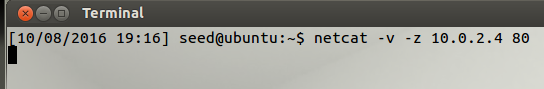 Terminal
[10/08/2016 19:16] seed@ubuntu:~$ netcat -v -z 10.0.2.4 80